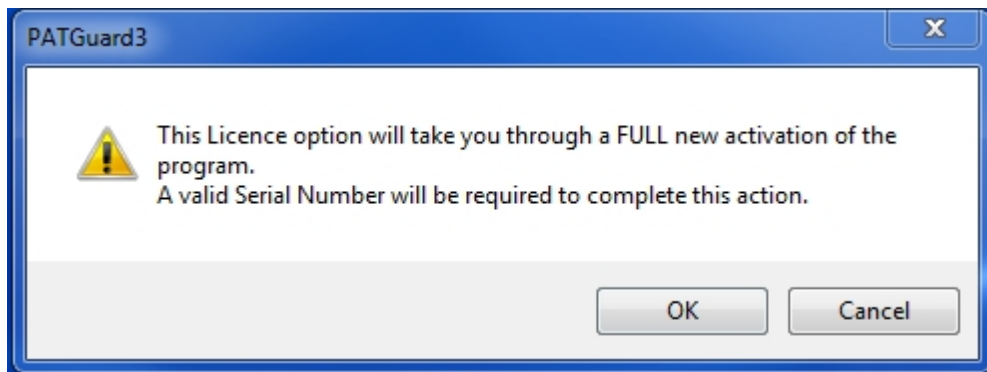 PATGuard3
This Licence option will take you through a FULL new activation of the
program.
A valid Serial Number will be required to complete this action.
OK
Cancel